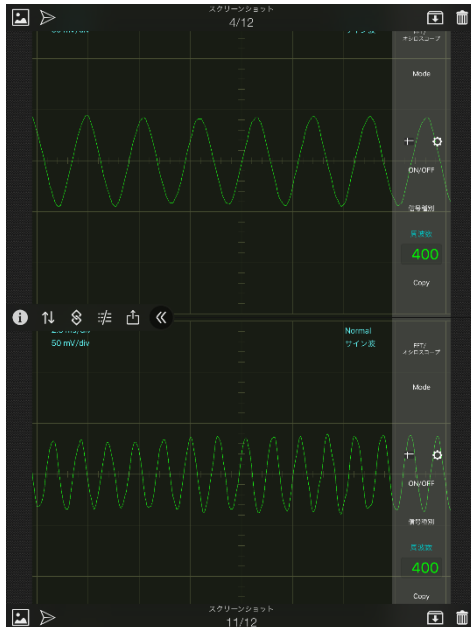 スクリーンショット
4/12
サイン波
オシロスコープ
Mode
ON/OFF
信号種別
周波数
400
Copy
50 mV/div
Normal
サイン波
FFT/
オシロスコープ
Mode
ON/OFF
信号種別
周波数
400
Copy
スクリーンショット
11/12